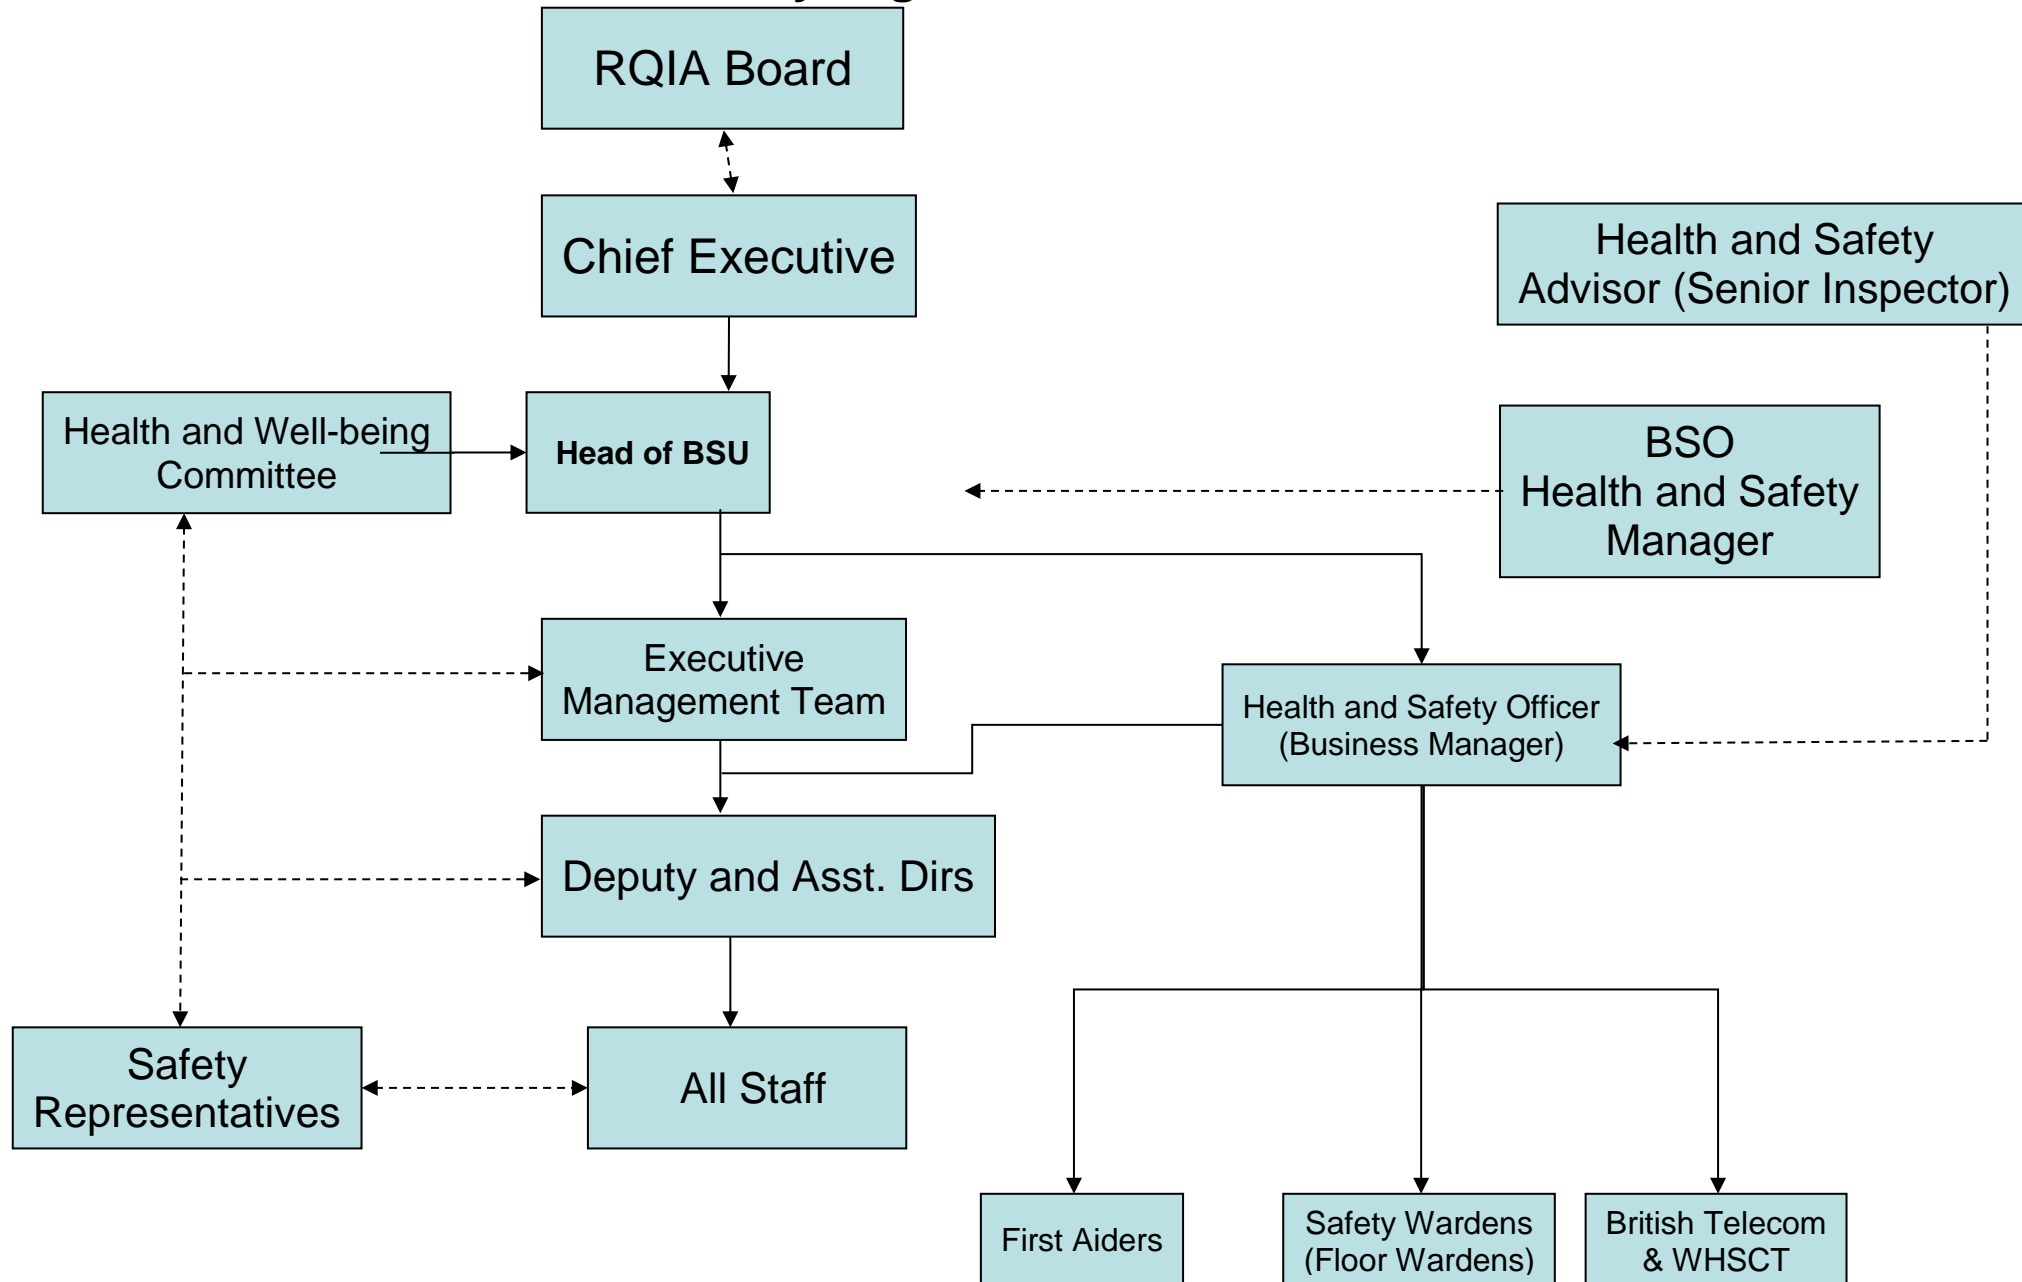 RQIA Board
Chief Executive
Health and Safety
Advisor (Senior Inspector)
Health and Well-being
Committee
Head of BSU
BSO
Health and Safety
Manager
Executive
Management Team
Health and Safety Officer
(Business Manager)
Deputy and Asst. Dirs
Safety
Representatives
All Staff
First Aiders
Safety Wardens
(Floor Wardens)
British Telecom
& WHSCT